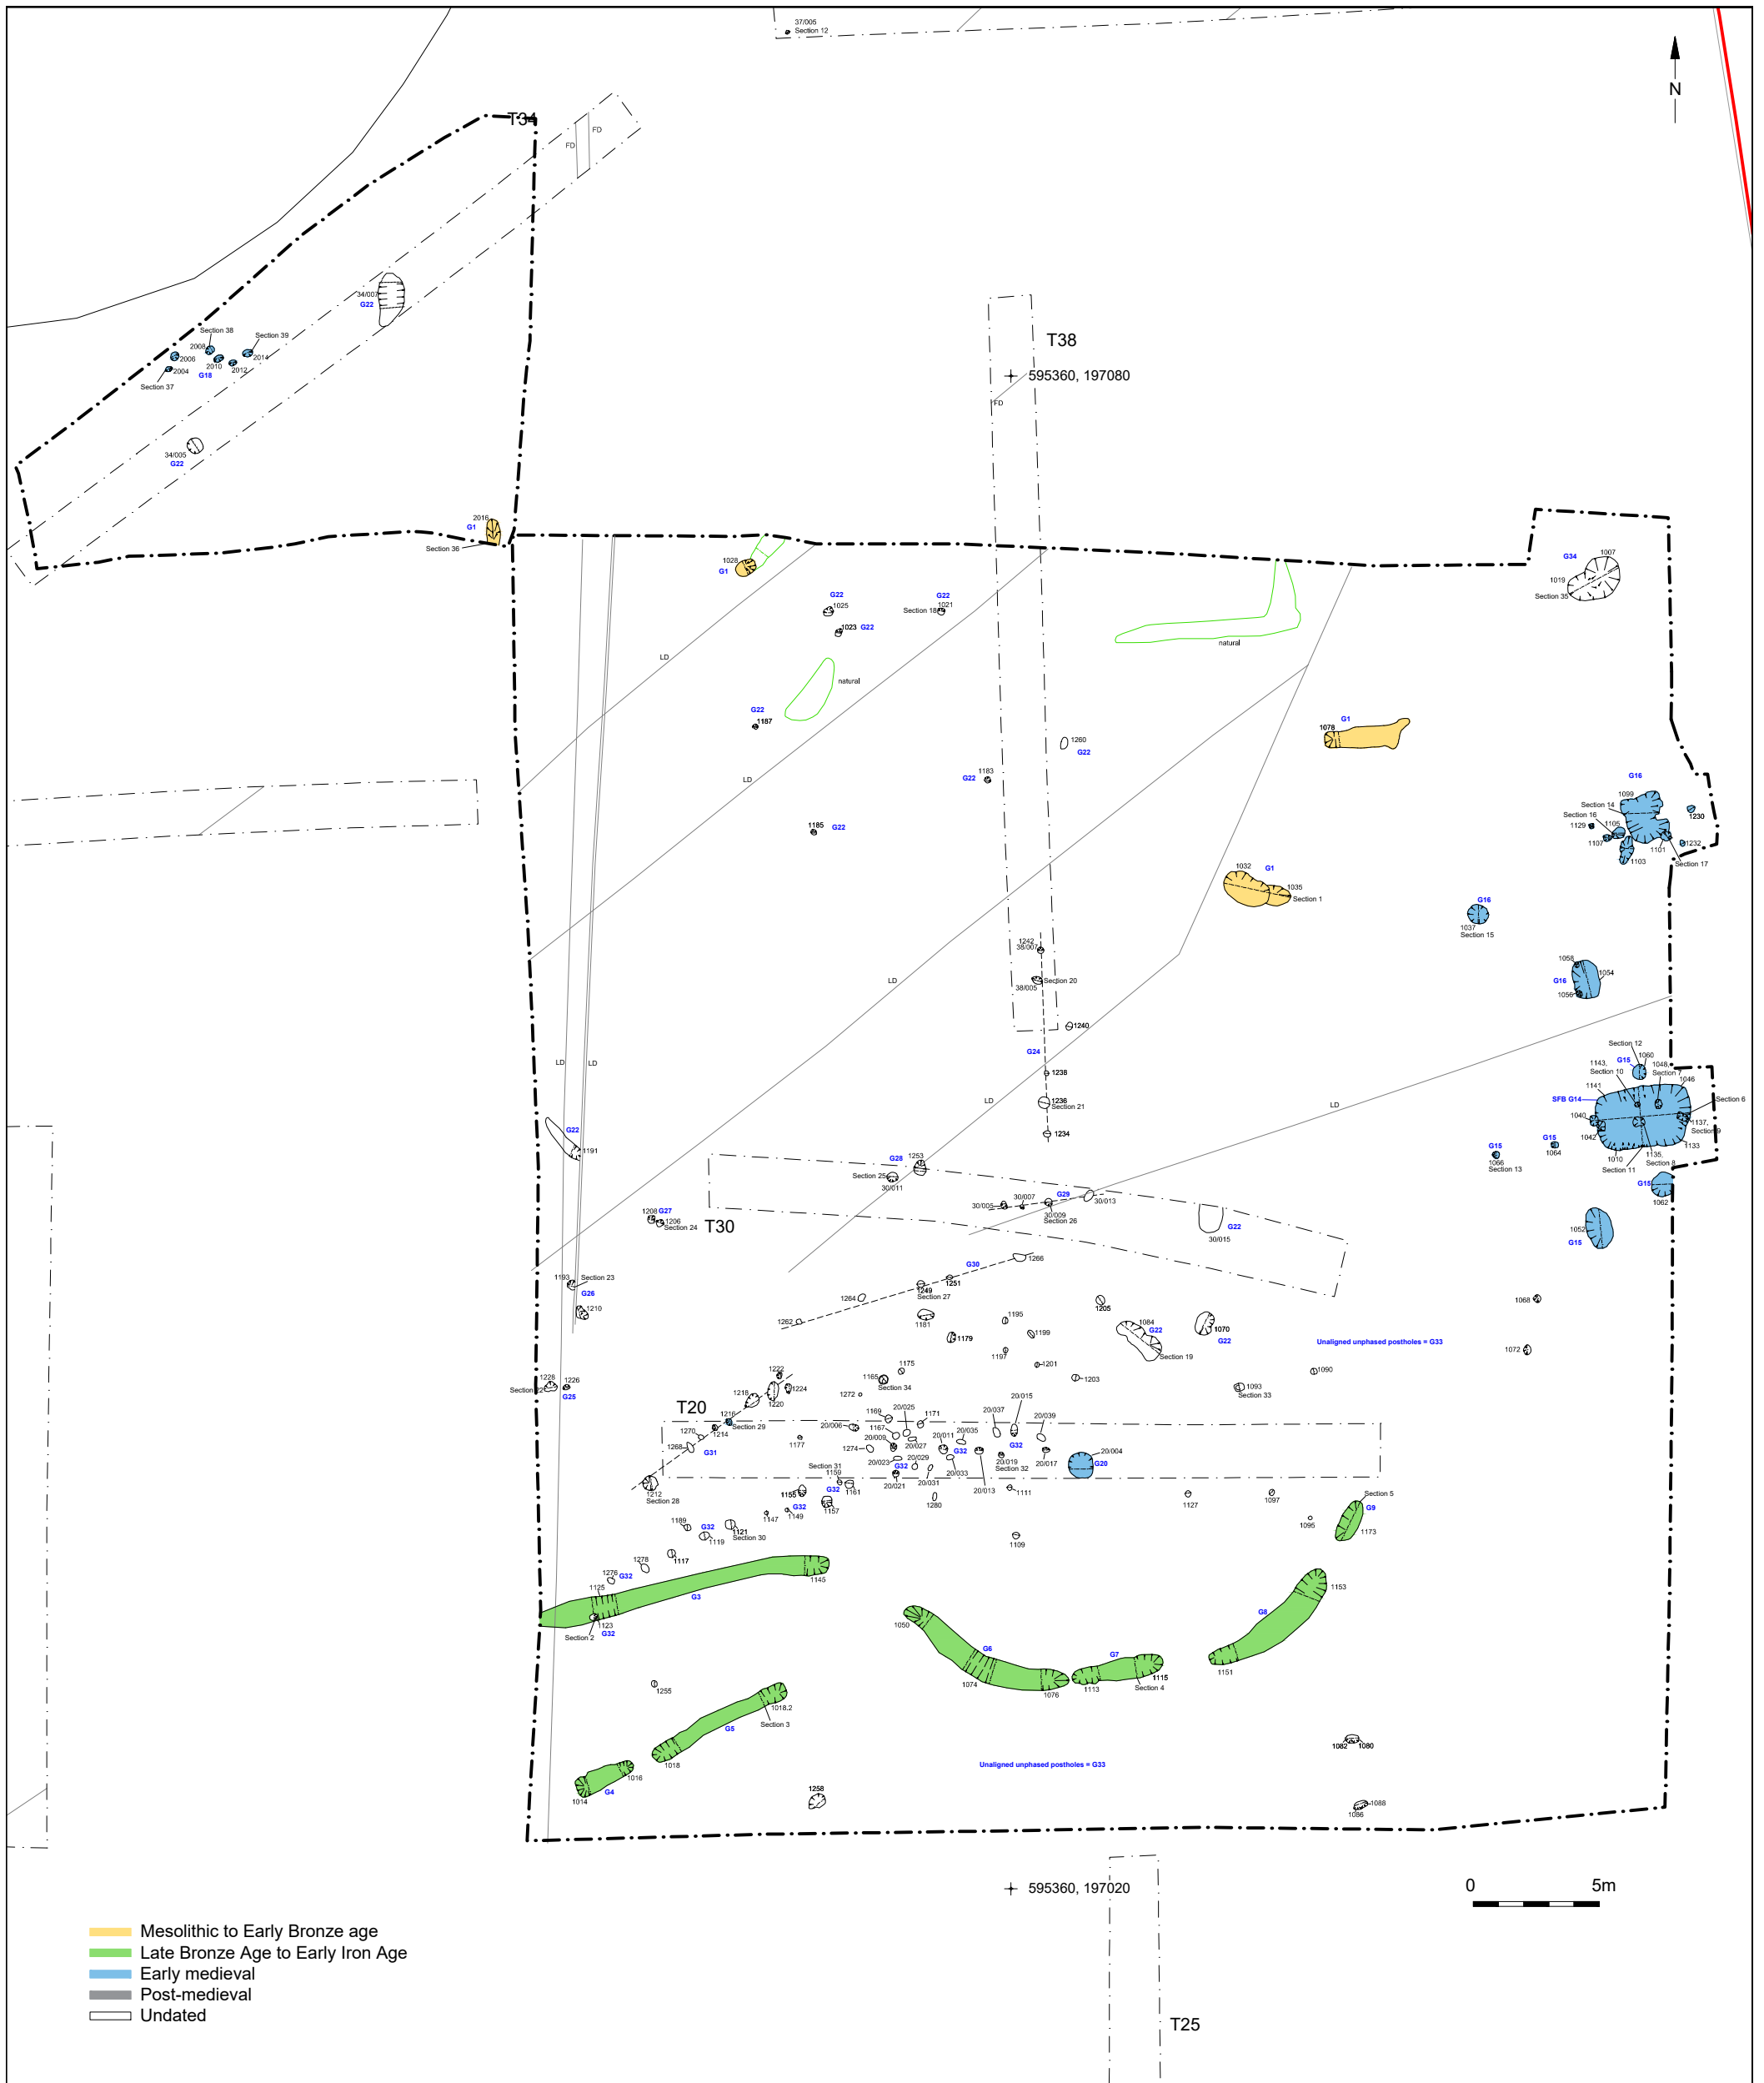 37/005
Section 12
N
T34
FD
FD
34/007
G22
Section 38
2008
Section 39
2006
2014
2010
2012
2004
G18
Section 37
T38
595360, 197080
FD
34/005
G22
2016
G1
Section 36
1028
G1
G34
1007
1019
Section 35
G22
1025
G22
1021
Section 18
1023
G22
natural
LD
natural
G22
1187
G1
1078
1260
G22
LD
1183
G22
1185
G22
G16
1099
Section 14
Section 16
1129
1105
1107
1230
1101
1232
1103
Section 17
1032
G1
1035
Section 1
G16
1037
Section 15
1242
38/007
Section 20
38/005
LD
1058
1054
G16
1056
1240
G24
LD
LD
1238
1236
Section 21
LD
LD
1234
Section 12
1060
G15
1143,
Section 10
1048,
Section 7
1046
1141
SFB G14
Section 6
1040
1137,
Section 9
1042
1133
1010
1135,
Section 8
Section 11
G15
1064
G15
1066
Section 13
G15
1062
1052
G15
G22
1191
G28
1253
Section 25
30/011
G29
30/007
30/005
30/013
30/009
Section 26
G22
30/015
1208
G27
1206
Section 24
T30
1266
G30
1251
1249
Section 27
1264
1262
1181
1179
1193
Section 23
G26
1210
1195
1199
1197
1201
1203
1205
1084
G22
Section 19
1070
G22
1068
1072
Unaligned unphased postholes = G33
1090
1093
Section 33
1228
1226
Section 22
G25
1222
1224
1218
1220
1175
1165
Section 34
1272
T20
1216
Section 29
1214
1270
1268
G31
1212
Section 28
1177
1169
20/025
1171
20/006
1167
20/009
20/027
1274
20/023
20/029
G32
20/021
20/031
20/011
20/035
G32
20/033
20/013
20/037
20/015
20/039
G32
20/019
Section 32
20/017
20/004
G20
Section 31
1159
1161
1155
G32
1157
1280
1111
1127
1097
1095
Section 5
G9
1173
1147
1149
G32
1189
G32
1119
1121
Section 30
1109
1117
1278
1276
G32
1125
1145
G3
1123
Section 2
G32
1050
G6
1074
1076
G7
1113
1115
Section 4
1153
G8
1151
1255
1018.2
Section 3
G5
1018
1016
1014
G4
1258
Unaligned unphased postholes = G33
1082
1080
1088
1086
595360, 197020
0
5m
Mesolithic to Early Bronze age
Late Bronze Age to Early Iron Age
Early medieval
Post-medieval
Undated
T25